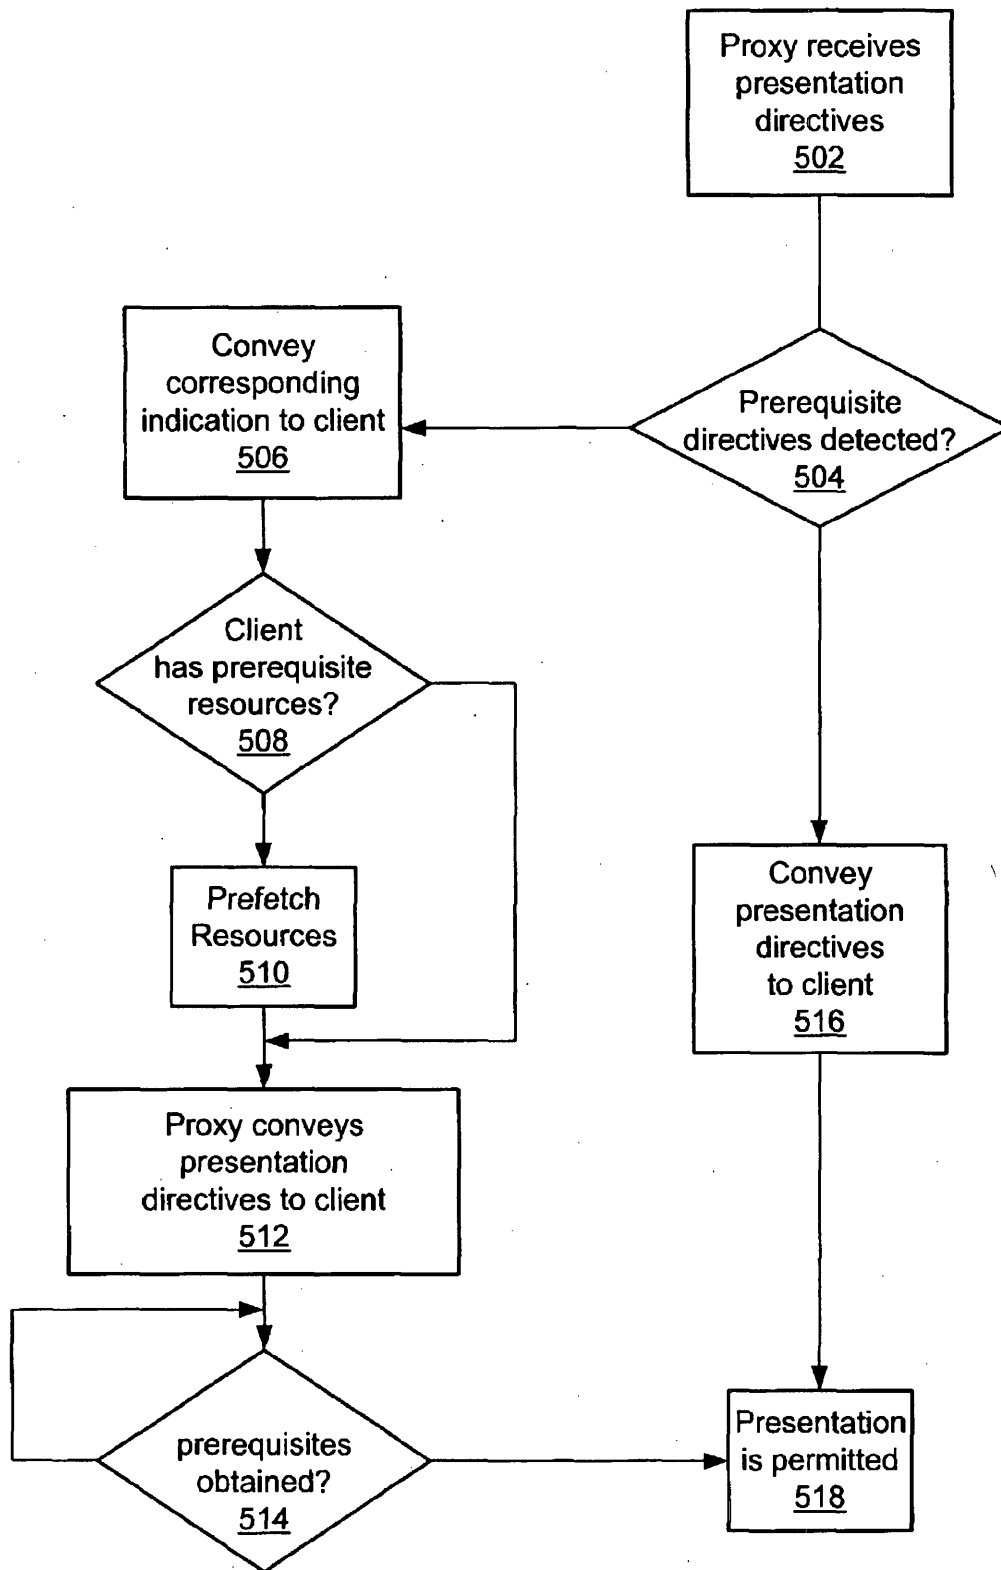 Proxy receives
presentation
directives
502
Convey
corresponding
indication to client
506
Prerequisite
directives detected?
504
Client
has prerequisite
resources?
508
Prefetch
Resources
510
Convey
presentation
directives
to client
516
Proxy conveys
presentation
directives to client
512
prerequisites
obtained?
514
Presentation
is permitted
518